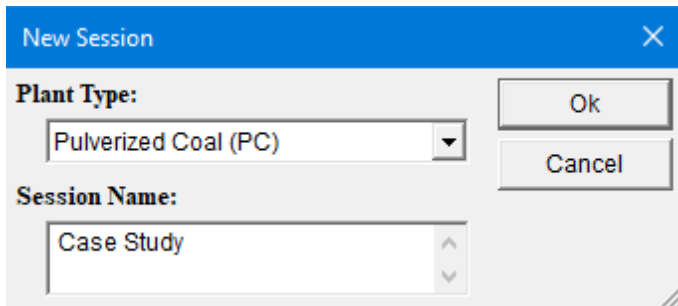 New Session
Plant Type:
Ok
Pulverized Coal (PC)
Cancel
Session Name:
Case Study